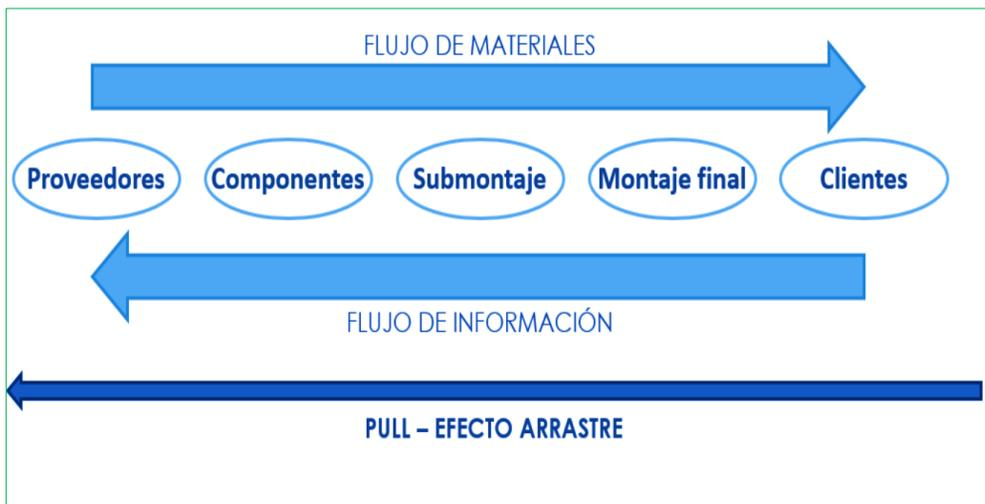 FLUJO DE MATERIALES
Proveedores
Componentes
Submontaje
Montaje final
Clientes
FLUJO DE INFORMACIÓN
PULL – EFECTO ARRASTRE